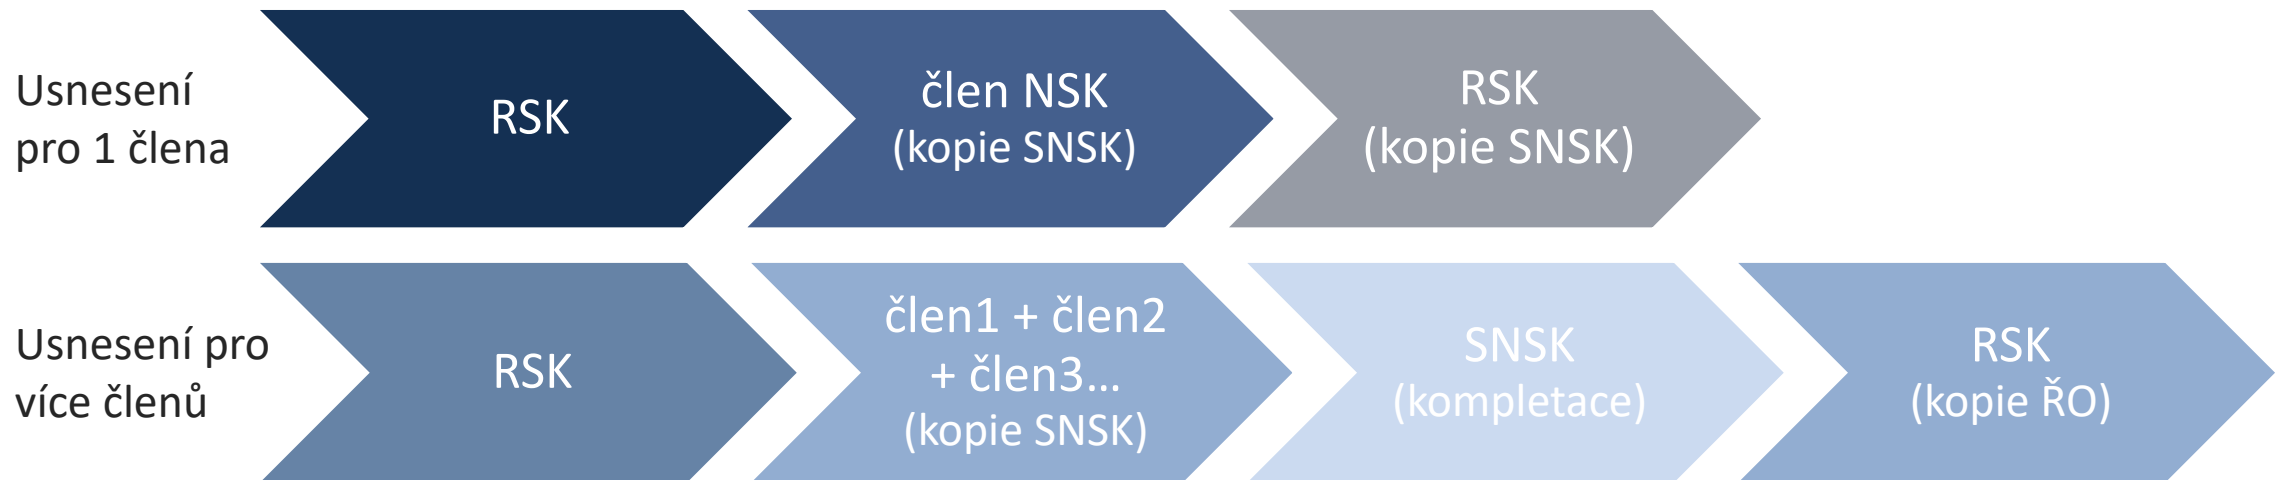 Usnesení
pro 1 člena
RSK
člen NSK
(kopie SNSK)
RSK
(kopie SNSK)
Usnesení pro
více členů
RSK
člen1 + člen2
+ člen3...
(kopie SNSK)
SNSK
(kompletace)
RSK
(kopie ŘO)